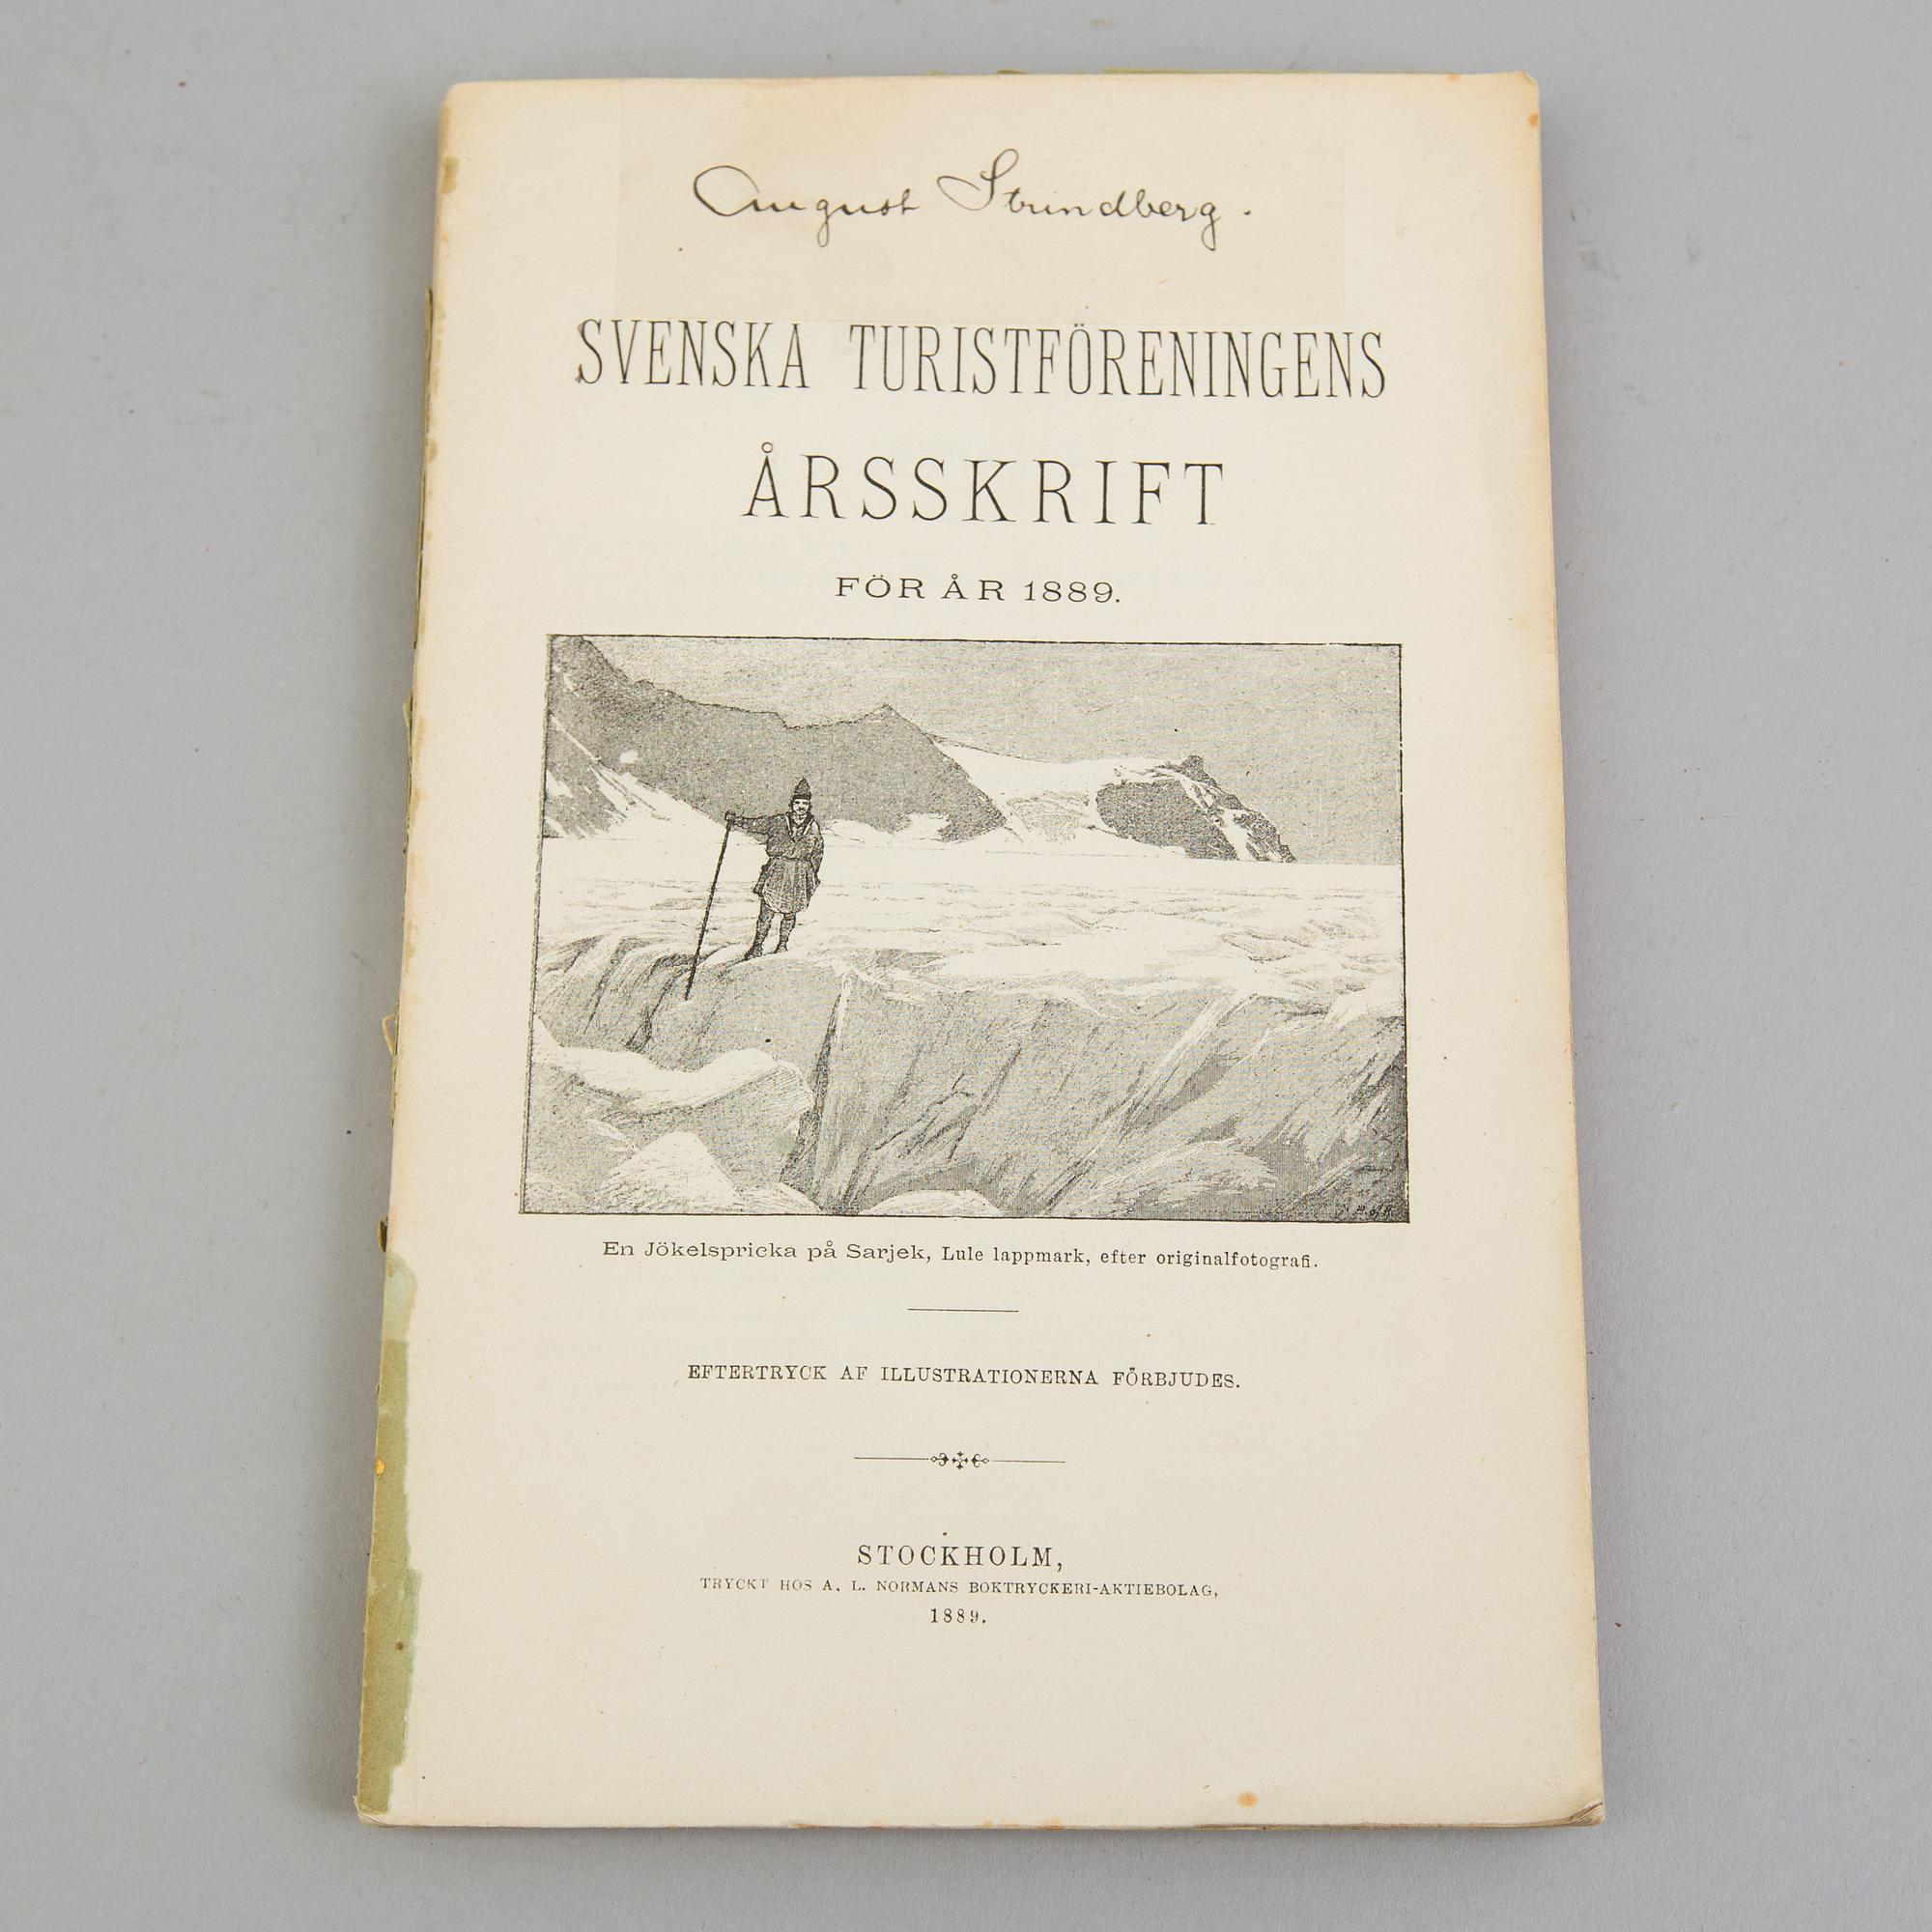 August Strindberg.
SVENSKA TURISTFÖRENINGENS
ÅRSSKRIFT
FÖR ÅR 1889.
En Jökelspricka på Sarjek, Lule lappmark, efter originalfotografi.
EFTERTRYCK AF ILLUSTRATIONERNA FÖRBJUDES.
STOCKHOLM,
TRYCKT HOS A. L. NORMANS BOKTRYCKERI-AKTIEBOLAG,
1889.